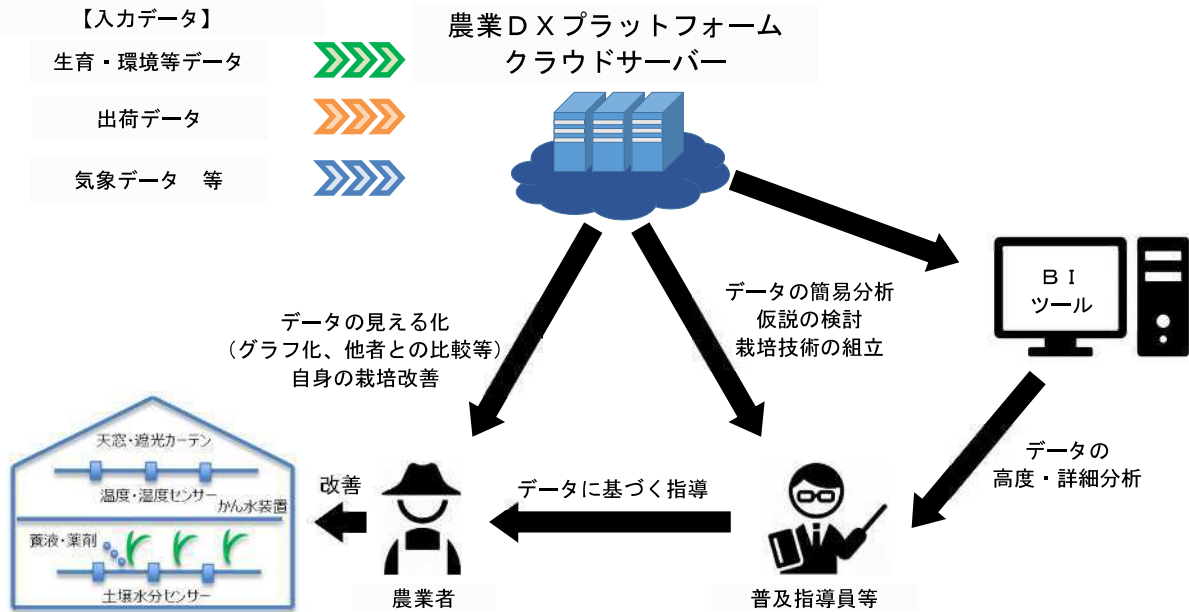 【入力データ】
生育・環境等データ
出荷データ
気象データ　等
農業ＤＸプラットフォーム
クラウドサーバー
ＢＩ
ツール
データの簡易分析
仮説の検討
栽培技術の組立
データの見える化
（グラフ化、他者との比較等）
自身の栽培改善
データの
高度・詳細分析
天窓・遮光カーテン
温度・湿度センサー
かん水装置
養液・薬剤
土壌水分センサー
改善
データに基づく指導
農業者
普及指導員等